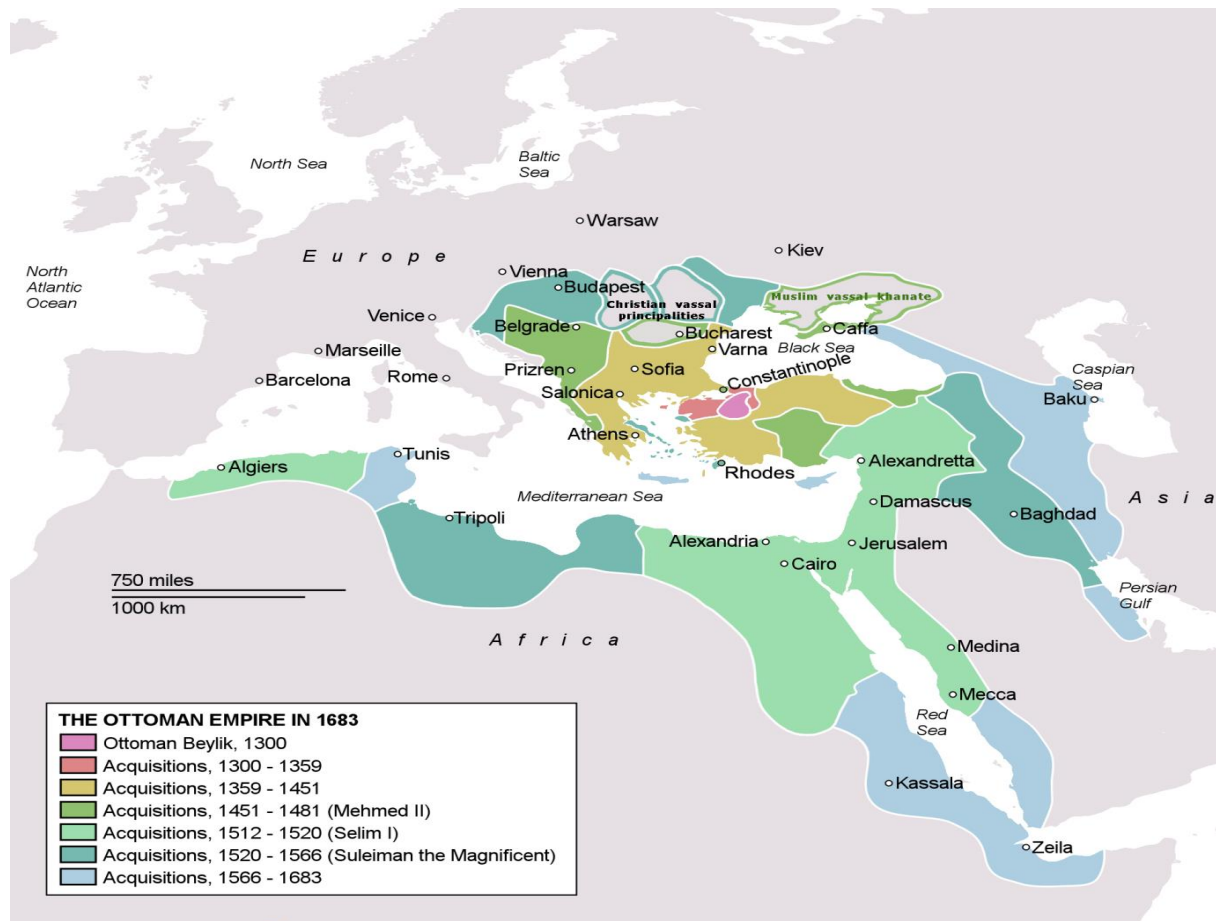 North Sea
Baltic
Sea
Warsaw
Kiev
E u r o p e
North
Atlantic
Ocean
Vienna
Budapest
Christian vassal
principalities
Muslim vassal khanate
Venice
Belgrade
Bucharest
Caffa
Marseille
Varna
Black Sea
Prizren
Sofia
Barcelona
Rome
Constantinople
Caspian
Sea
Salonica
Baku
Athens
Tunis
Algiers
Rhodes
Alexandretta
Mediterranean Sea
Damascus
A s i a
Tripoli
Baghdad
Alexandria
Jerusalem
Cairo
750 miles
1000 km
Persian
Gulf
A f r i c a
Medina
Mecca
Red
Sea
Kassala
Zeila
THE OTTOMAN EMPIRE IN 1683
Ottoman Beylik, 1300
Acquisitions, 1300 - 1359
Acquisitions, 1359 - 1451
Acquisitions, 1451 - 1481 (Mehmed II)
Acquisitions, 1512 - 1520 (Selim I)
Acquisitions, 1520 - 1566 (Suleiman the Magnificent)
Acquisitions, 1566 - 1683